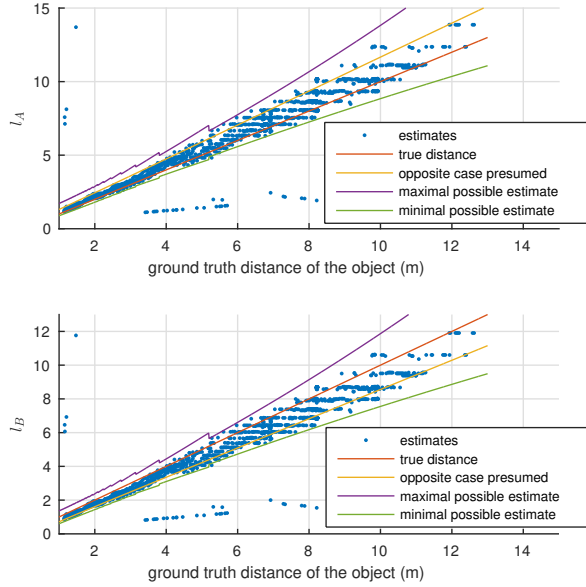 15
10
5
0
l_A
2 4 6 8 10 12 14
ground truth distance of the object (m)
estimates
true distance
opposite case presumed
maximal possible estimate
minimal possible estimate
12
10
8
6
4
2
0
l_B
2 4 6 8 10 12 14
ground truth distance of the object (m)
estimates
true distance
opposite case presumed
maximal possible estimate
minimal possible estimate